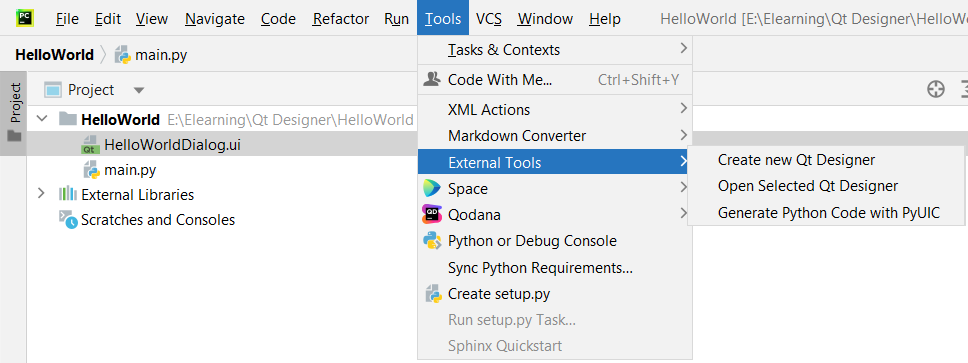 PC File Edit View Navigate Code Refactor Run Tools VCS Window Help HelloWorld [E:\Elearning\Qt Designer\HelloWo
HelloWorld main.py
Project
Project
HelloWorld E:\Elearning\Qt Designer\HelloWorld
Qt HelloWorldDialog.ui
main.py
External Libraries
Scratches and Consoles
Tasks & Contexts
Code With Me... Ctrl+Shift+Y
XML Actions
Markdown Converter
External Tools
Space
QD Qodana
Python or Debug Console
Sync Python Requirements...
Create setup.py
Run setup.py Task...
Sphinx Quickstart
Create new Qt Designer
Open Selected Qt Designer
Generate Python Code with PyUIC